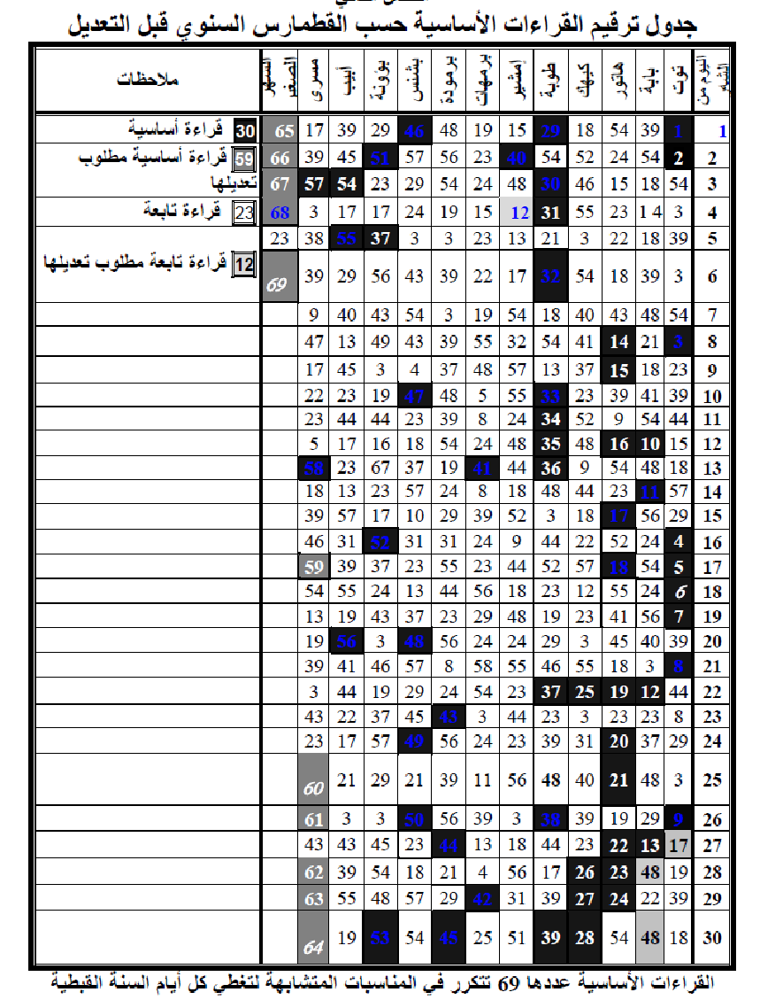 جدول ترقيم القراءات الأساسية حسب القطمارس السنوي قبل التعديل
اليوم من الشهر توت بابة هاتور كيهك طوبة إمشير برمهات برمودة بشنس بؤونة أبيب مسرى الشهر الصغير ملاحظات
1 1 39 54 18 29 15 19 48 46 29 39 17 65 30 قراءة أساسية
2 2 54 24 52 54 40 23 56 57 51 45 39 66 59 قراءة أساسية مطلوب
3 54 18 15 46 30 48 24 54 29 23 54 57 67 تعديلها
4 3 1 4 23 55 31 12 15 19 24 17 17 3 68 23 قراءة تابعة
5 39 18 22 3 21 13 23 3 3 37 55 38 23
6 3 39 18 54 32 17 22 39 43 56 29 39 69 12 قراءة تابعة مطلوب تعديلها
7 54 48 43 40 18 54 19 3 54 43 40 9
8 3 21 14 41 54 32 55 39 43 49 13 47
9 23 18 15 37 13 57 48 37 4 3 45 17
10 39 41 39 23 33 55 5 48 47 19 23 22
11 44 54 9 52 34 24 8 39 23 44 44 23
12 15 10 16 48 35 48 24 54 18 16 17 5
13 18 48 54 9 36 44 41 19 37 67 23 58
14 57 11 23 44 48 18 8 24 57 23 13 18
15 29 56 17 18 3 52 39 29 10 17 57 39
16 4 24 52 22 44 9 24 31 31 52 31 46
17 5 54 18 57 52 44 23 55 23 37 39 59
18 6 24 55 12 23 18 56 44 13 24 55 54
19 7 56 41 23 19 48 29 23 37 43 19 13
20 39 40 45 3 29 24 24 56 48 3 56 19
21 8 3 18 55 46 55 58 8 57 46 41 39
22 44 12 19 25 37 23 54 24 29 19 44 3
23 8 23 23 3 23 44 3 43 45 37 22 43
24 29 37 20 31 39 23 24 56 49 57 17 23
25 3 48 21 40 48 56 11 39 21 29 21 60
26 9 29 19 39 38 3 39 56 50 3 3 61
27 17 13 22 23 44 18 13 44 23 45 43 43
28 19 48 23 26 17 56 4 21 18 54 39 62
29 39 22 24 27 39 31 42 29 57 48 55 63
30 18 48 54 28 39 51 25 45 54 53 19 64
القراءات الأساسية عددها 69 تتكرر في المناسبات المتشابهة لتغطي كل أيام السنة القبطية